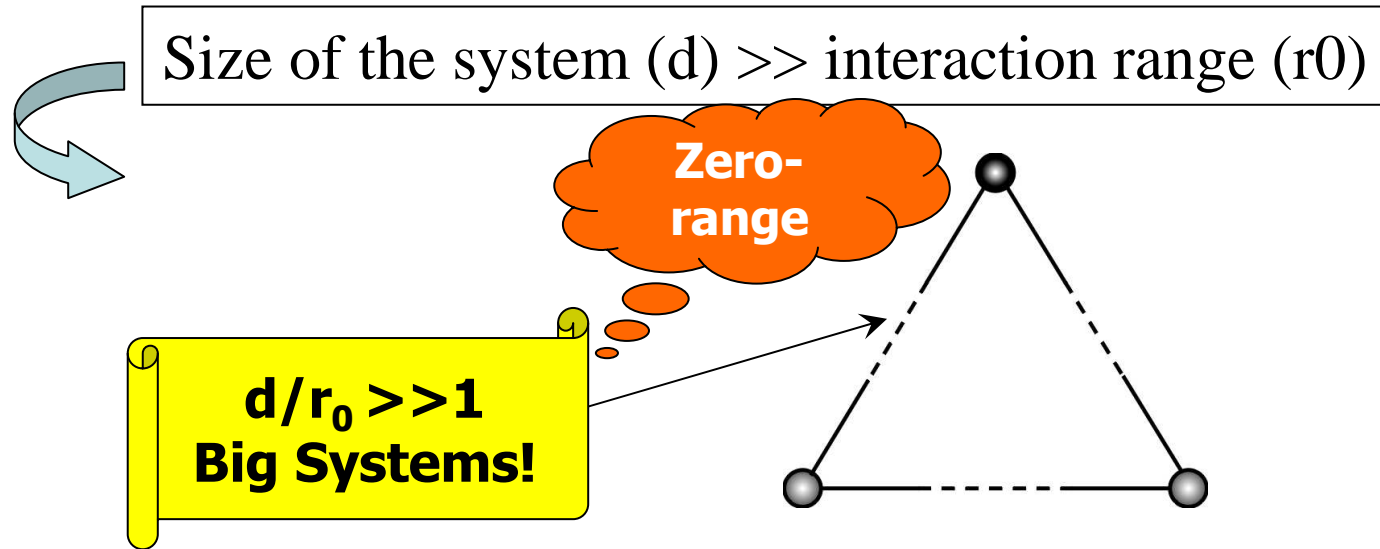 Size of the system (d) >> interaction range (r0)
Zero-
range
d/r₀ >>1
Big Systems!